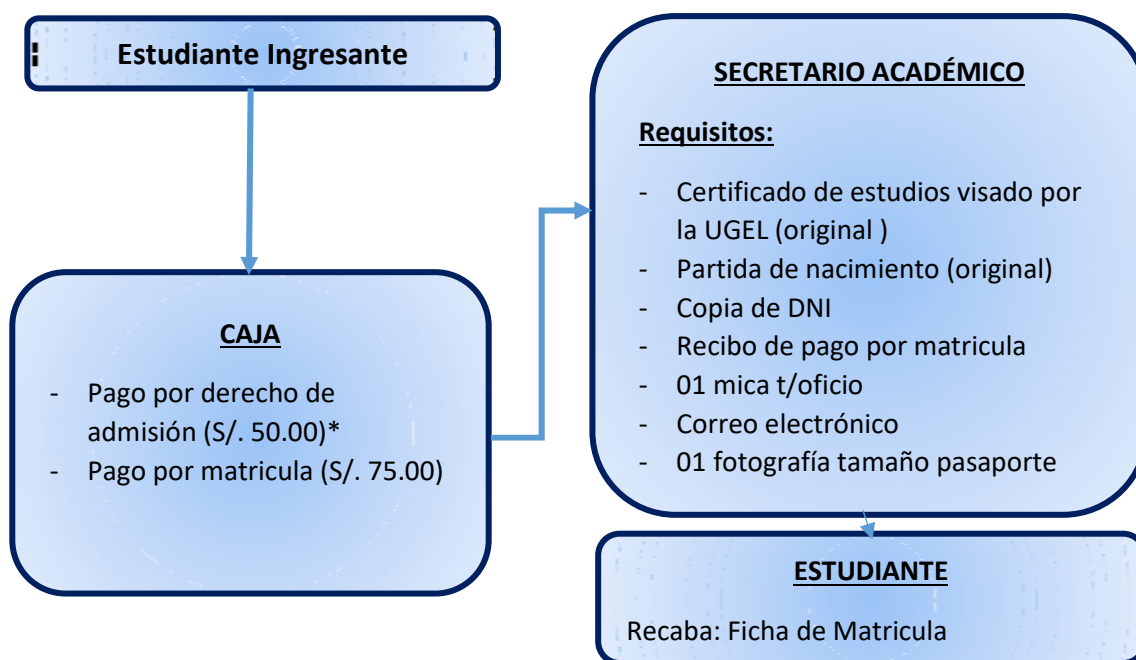 Estudiante Ingresante
CAJA
- Pago por derecho de
admisión (S/. 50.00)*
- Pago por matricula (S/. 75.00)
SECRETARIO ACADÉMICO
Requisitos:
- Certificado de estudios visado por
la UGEL (original )
- Partida de nacimiento (original)
- Copia de DNI
- Recibo de pago por matricula
- 01 mica t/oficio
- Correo electrónico
- 01 fotografía tamaño pasaporte
ESTUDIANTE
Recaba: Ficha de Matricula